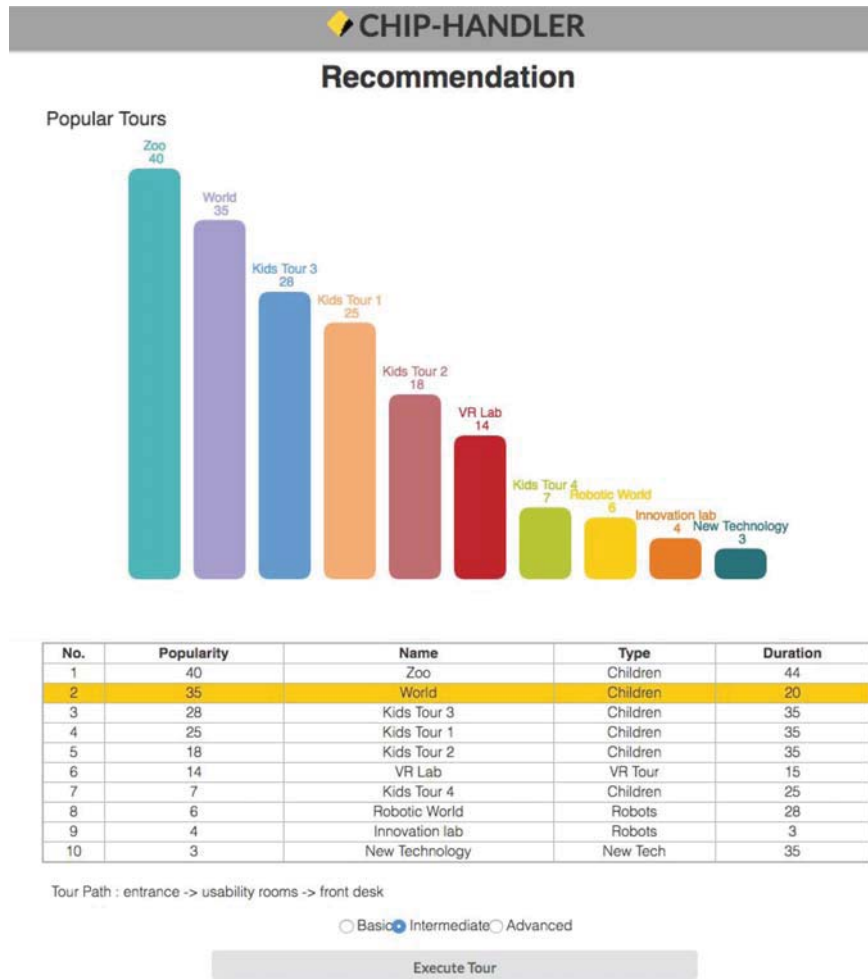 CHIP-HANDLER
Recommendation
Popular Tours
Zoo
40
World
35
Kids Tour 3
28
Kids Tour 1
25
Kids Tour 2
18
VR Lab
14
Kids Tour 4
7
Robotic World
6
Innovation lab
4
New Technology
3
No. Popularity Name Type Duration
1 40 Zoo Children 44
2 35 World Children 20
3 28 Kids Tour 3 Children 35
4 25 Kids Tour 1 Children 35
5 18 Kids Tour 2 Children 35
6 14 VR Lab VR Tour 15
7 7 Kids Tour 4 Children 25
8 6 Robotic World Robots 28
9 4 Innovation lab Robots 3
10 3 New Technology New Tech 35
Tour Path : entrance -> usability rooms -> front desk
Basic Intermediate Advanced
Execute Tour